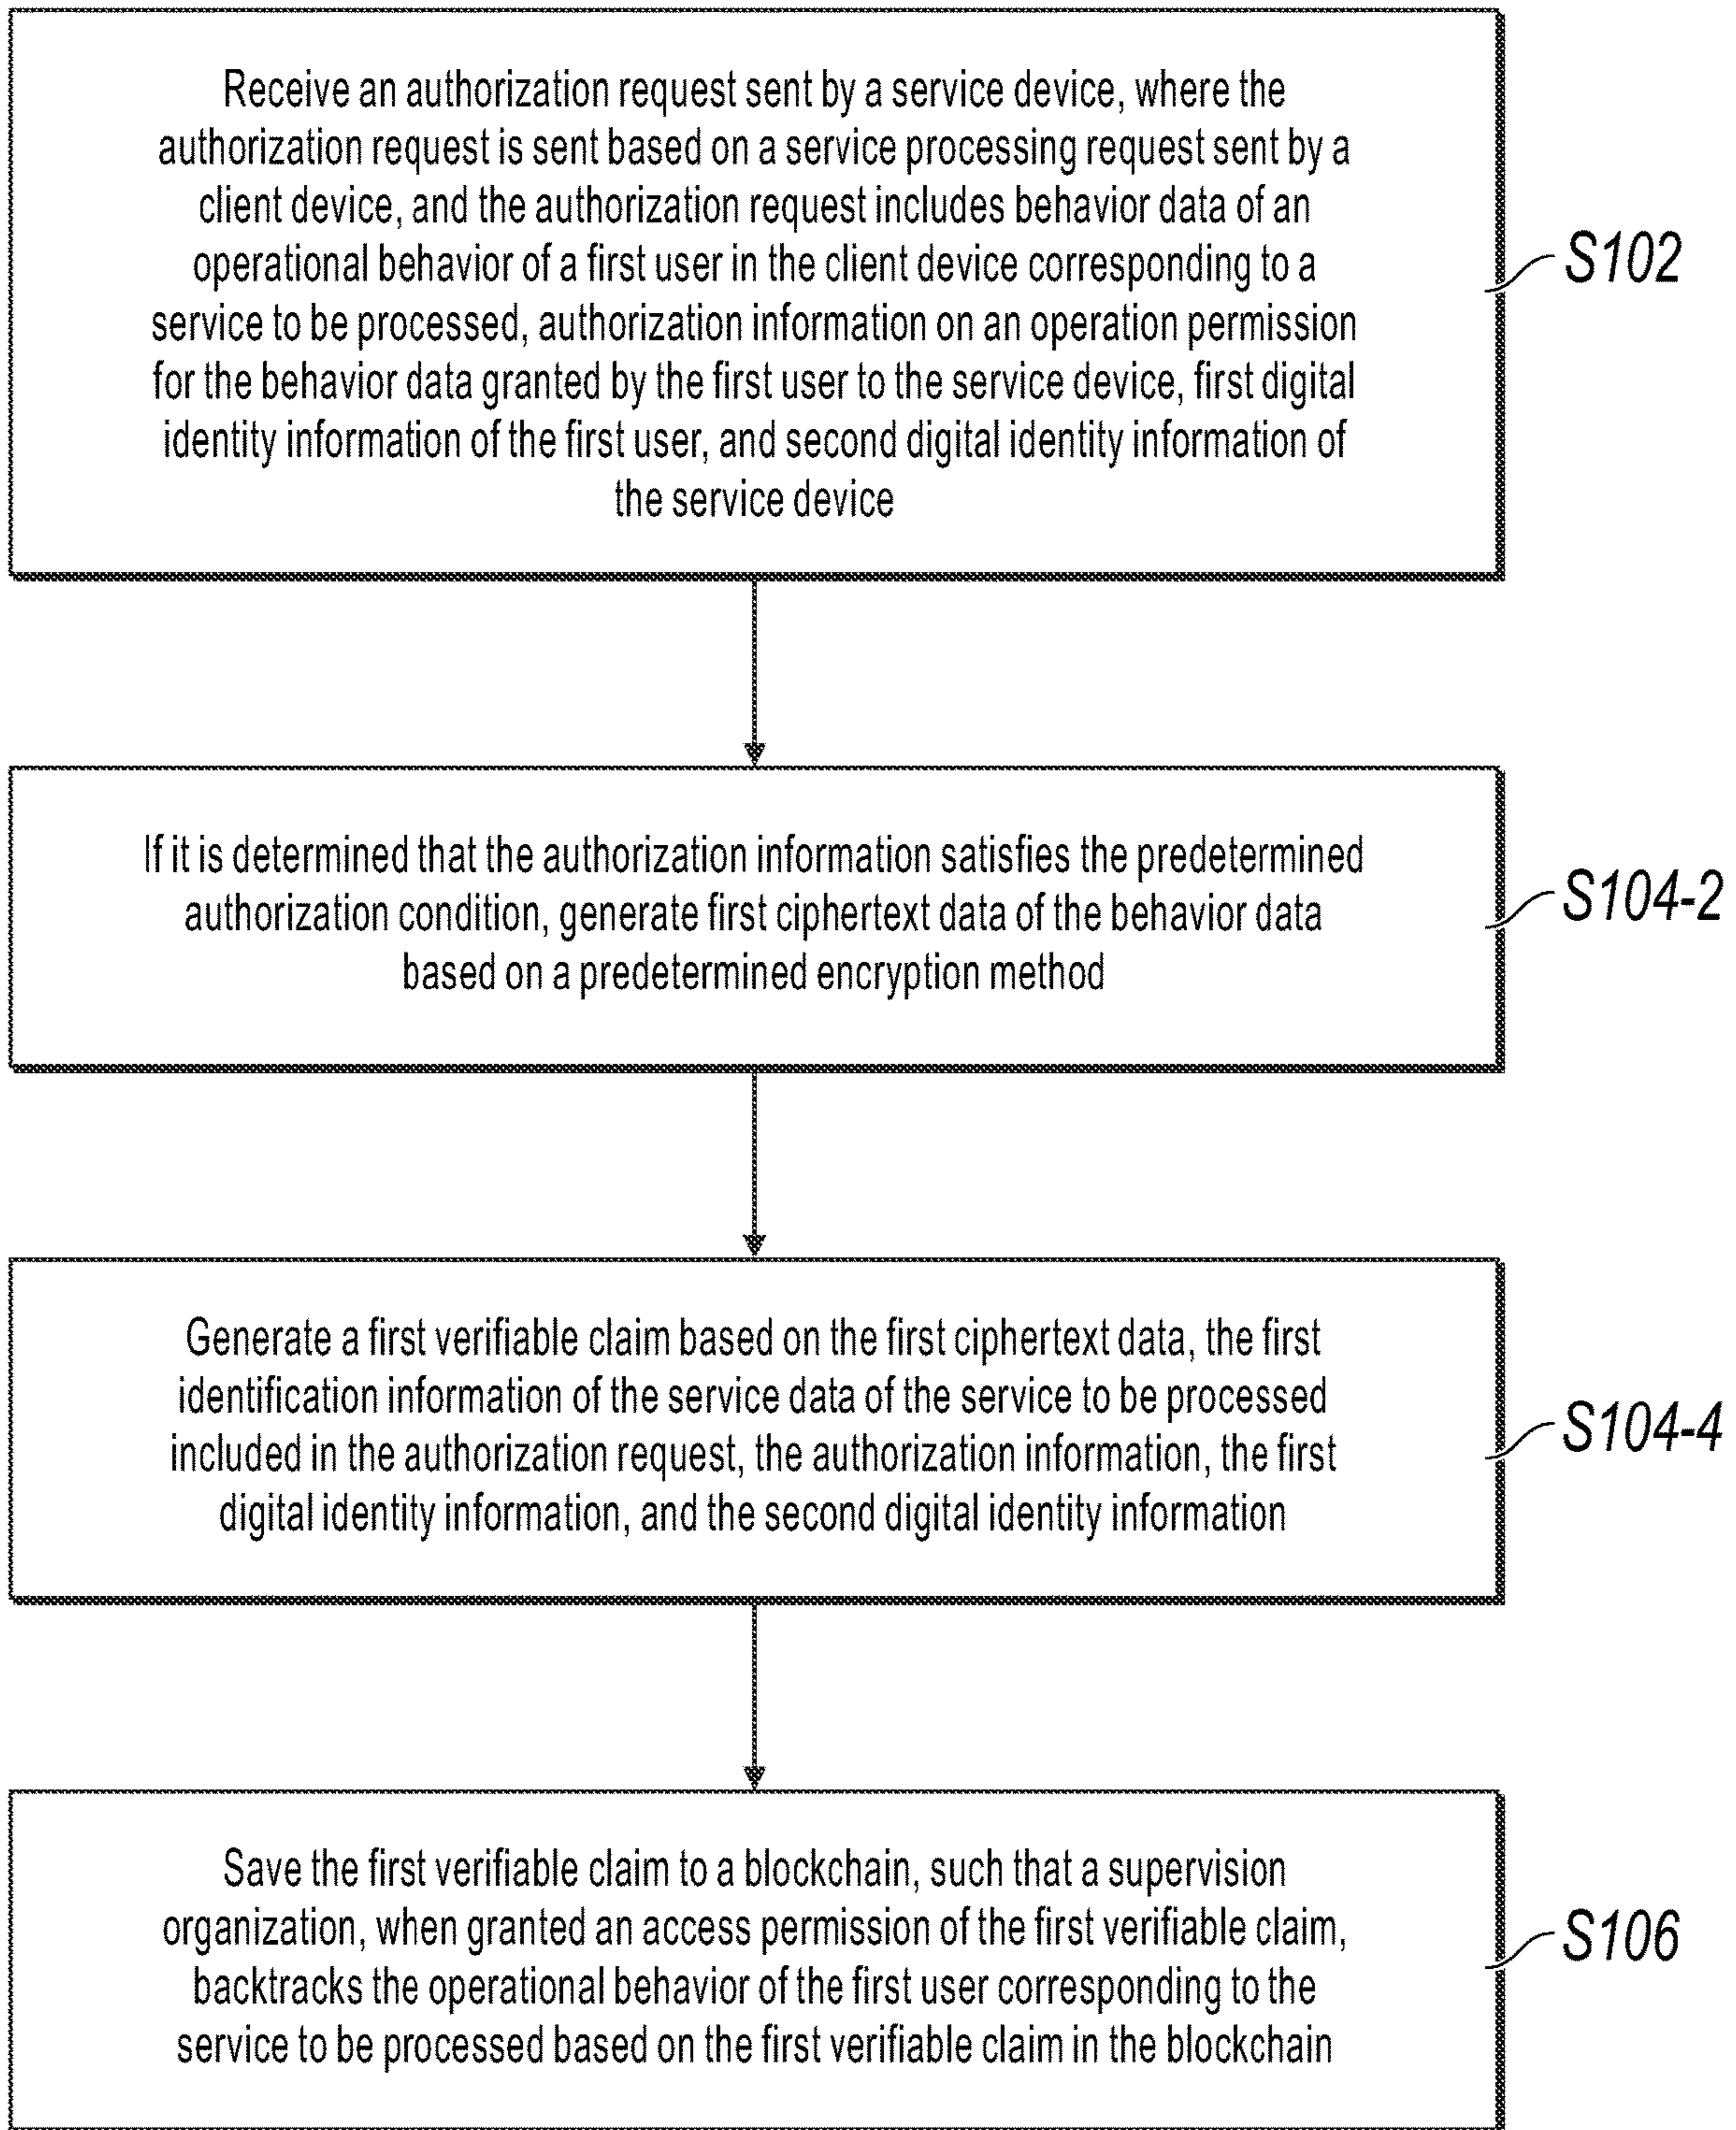 Receive an authorization request sent by a service device, where the
authorization request is sent based on a service processing request sent by a
client device, and the authorization request includes behavior data of an
operational behavior of a first user in the client device corresponding to a
service to be processed, authorization information on an operation permission
for the behavior data granted by the first user to the service device, first digital
identity information of the first user, and second digital identity information of
the service device
S102
If it is determined that the authorization information satisfies the predetermined
authorization condition, generate first ciphertext data of the behavior data
based on a predetermined encryption method
S104-2
Generate a first verifiable claim based on the first ciphertext data, the first
identification information of the service data of the service to be processed
included in the authorization request, the authorization information, the first
digital identity information, and the second digital identity information
S104-4
Save the first verifiable claim to a blockchain, such that a supervision
organization, when granted an access permission of the first verifiable claim,
backtracks the operational behavior of the first user corresponding to the
service to be processed based on the first verifiable claim in the blockchain
S106